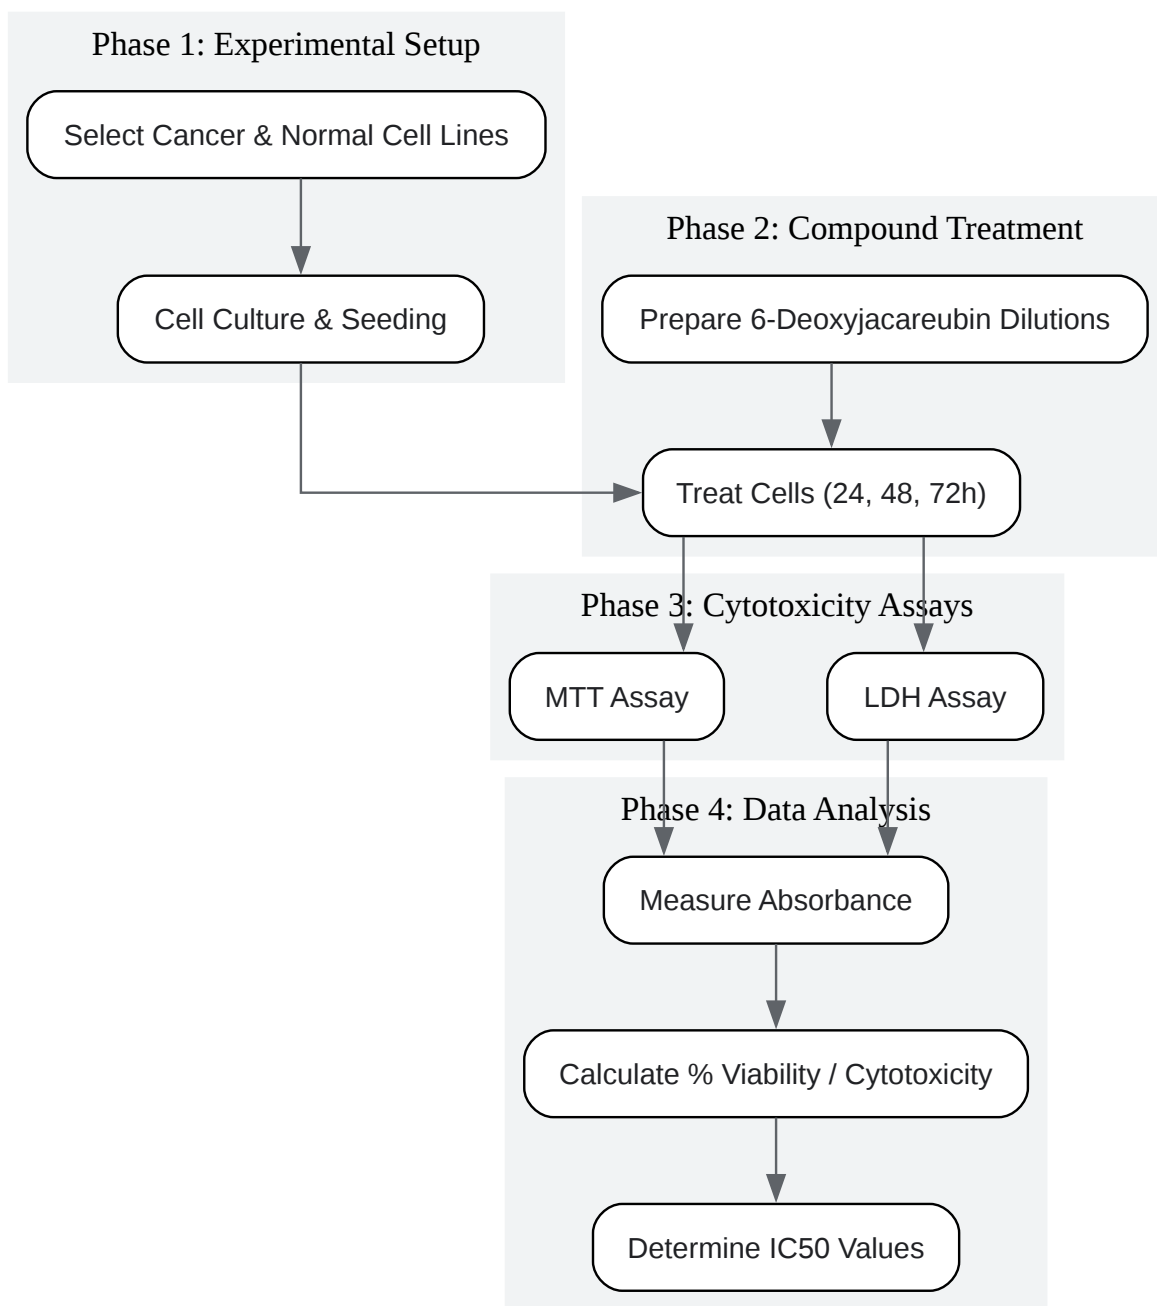 Phase 1: Experimental Setup
Select Cancer & Normal Cell Lines
Cell Culture & Seeding
Phase 2: Compound Treatment
Prepare 6-Deoxyjacareubin Dilutions
Treat Cells (24, 48, 72h)
Phase 3: Cytotoxicity Assays
MTT Assay
LDH Assay
Phase 4: Data Analysis
Measure Absorbance
Calculate % Viability / Cytotoxicity
Determine IC50 Values